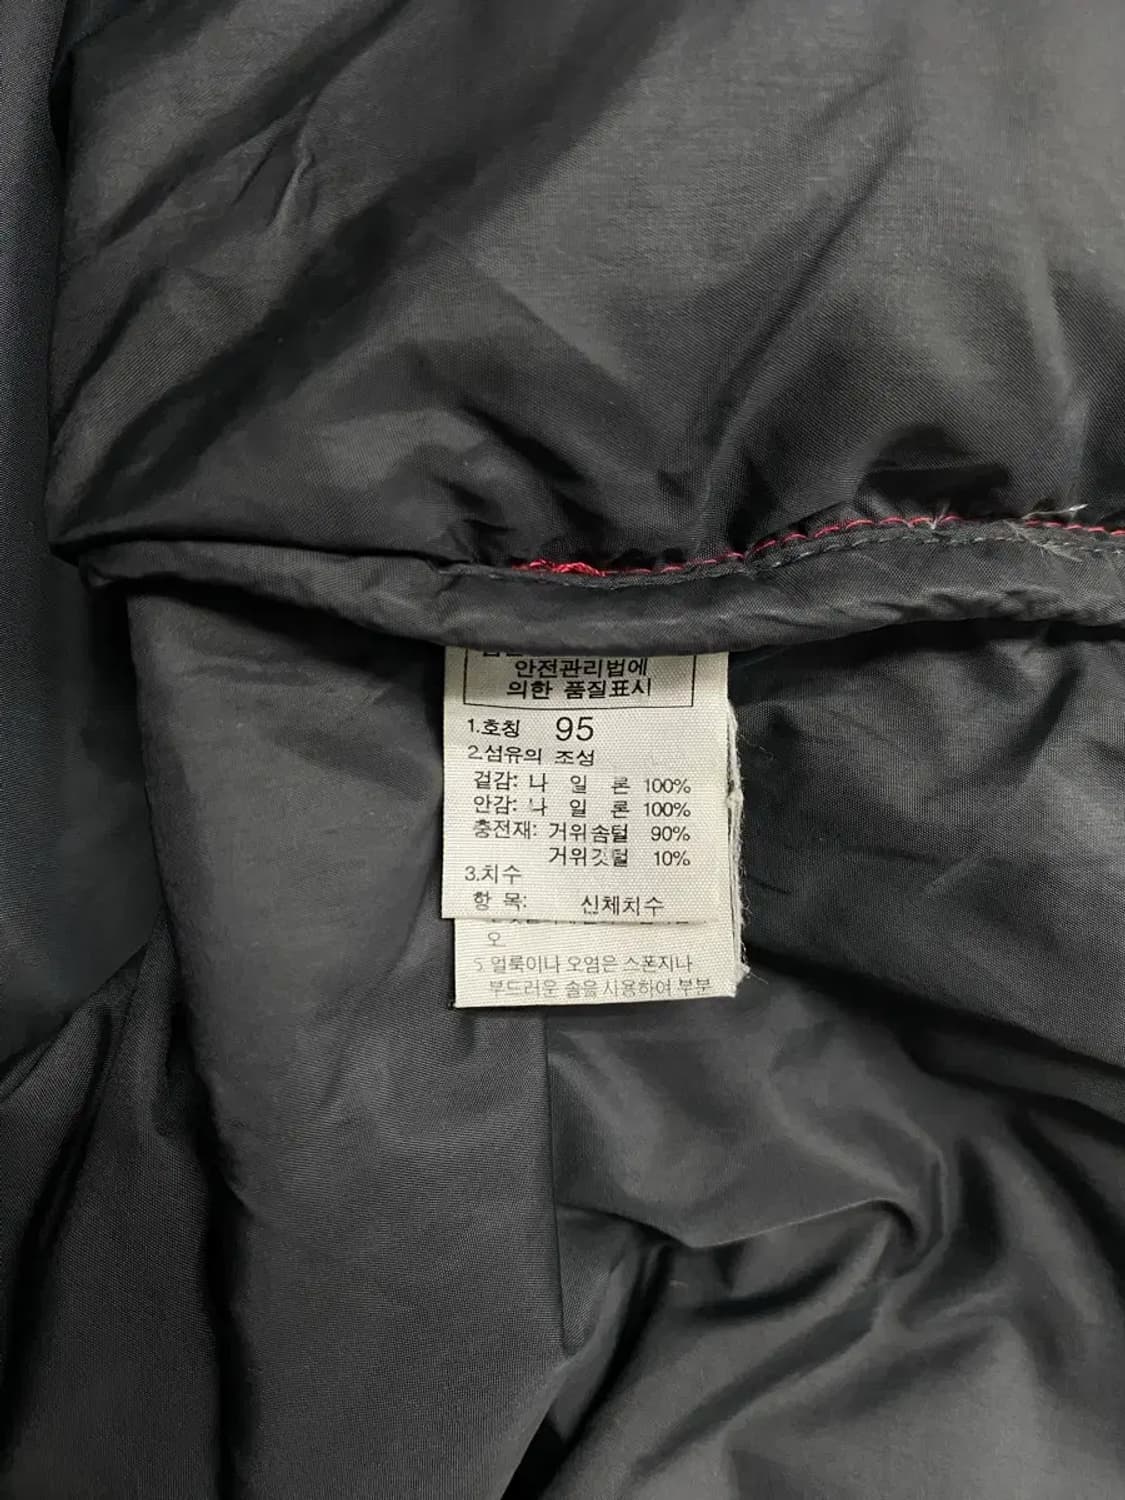 안전관리법에
의한 품질표시
1.호칭 95
2.섬유의 조성
겉감: 나 일 론 100%
안감: 나 일 론 100%
충전재: 거위솜털 90%
거위깃털 10%
3.치수
항 목: 신체치수
오
5 얼룩이나 오염은 스폰지나
부드러운 솔을 사용하여 부분